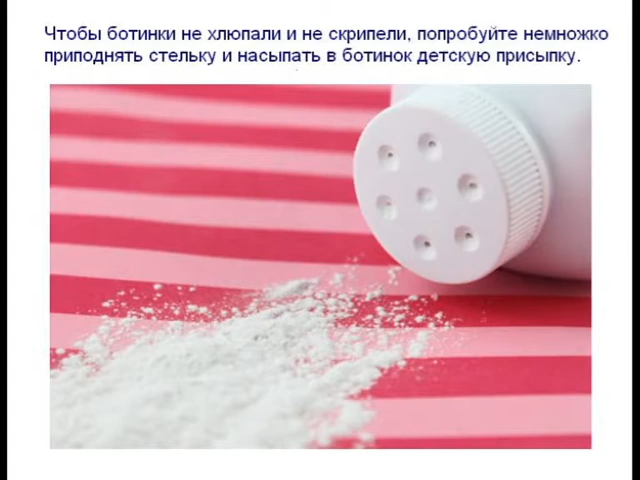 Чтобы ботинки не хлюпали и не скрипели, попробуйте немножко
приподнять стельку и насыпать в ботинок детскую присыпку.